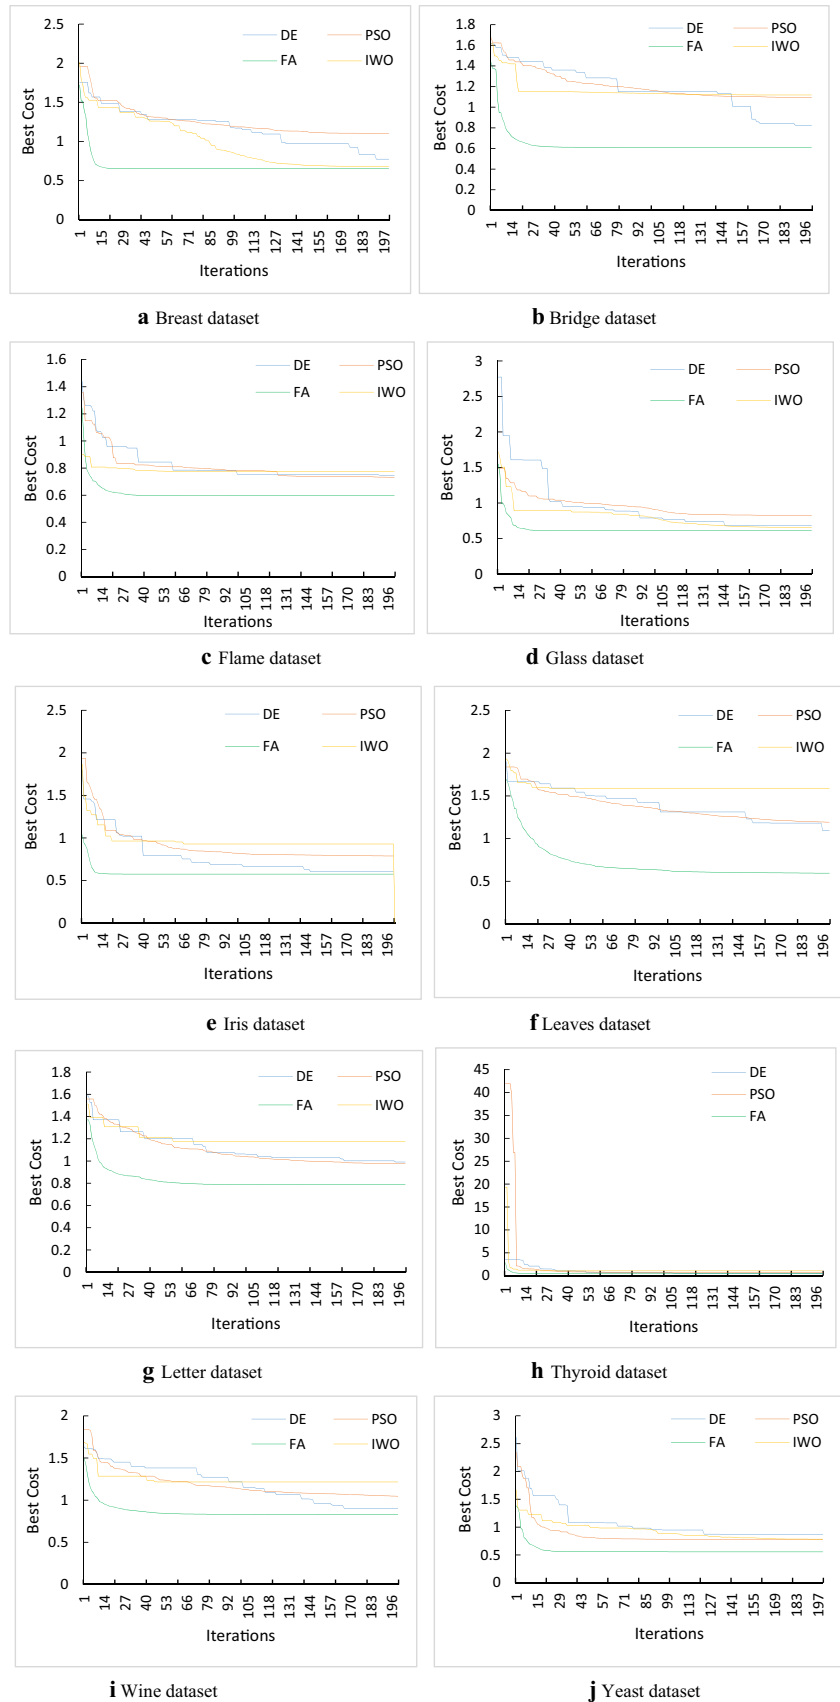 2.5
2
1.5
1
0.5
0
Best Cost
DE PSO
FA IWO
1 15 29 43 57 71 85 99 113 127 141 155 169 183 197
Iterations
a Breast dataset
1.8
1.6
1.4
1.2
1
0.8
0.6
0.4
0.2
0
Best Cost
DE PSO
FA IWO
1 14 27 40 53 66 79 92 105 118 131 144 157 170 183 196
Iterations
b Bridge dataset
1.6
1.4
1.2
1
0.8
0.6
0.4
0.2
0
Best Cost
DE PSO
FA IWO
1 14 27 40 53 66 79 92 105 118 131 144 157 170 183 196
Iterations
c Flame dataset
3
2.5
2
1.5
1
0.5
0
Best Cost
DE PSO
FA IWO
1 14 27 40 53 66 79 92 105 118 131 144 157 170 183 196
Iterations
d Glass dataset
2.5
2
1.5
1
0.5
0
Best Cost
DE PSO
FA IWO
1 14 27 40 53 66 79 92 105 118 131 144 157 170 183 196
Iterations
e Iris dataset
2.5
2
1.5
1
0.5
0
Best Cost
DE PSO
FA IWO
1 14 27 40 53 66 79 92 105 118 131 144 157 170 183 196
Iterations
f Leaves dataset
1.8
1.6
1.4
1.2
1
0.8
0.6
0.4
0.2
0
Best Cost
DE PSO
FA IWO
1 14 27 40 53 66 79 92 105 118 131 144 157 170 183 196
Iterations
g Letter dataset
45
40
35
30
25
20
15
10
5
0
Best Cost
DE
PSO
FA
1 14 27 40 53 66 79 92 105 118 131 144 157 170 183 196
Iterations
h Thyroid dataset
2
1.5
1
0.5
0
Best Cost
DE PSO
FA IWO
1 14 27 40 53 66 79 92 105 118 131 144 157 170 183 196
Iterations
i Wine dataset
3
2.5
2
1.5
1
0.5
0
Best Cost
DE PSO
FA IWO
1 15 29 43 57 71 85 99 113 127 141 155 169 183 197
Iterations
j Yeast dataset